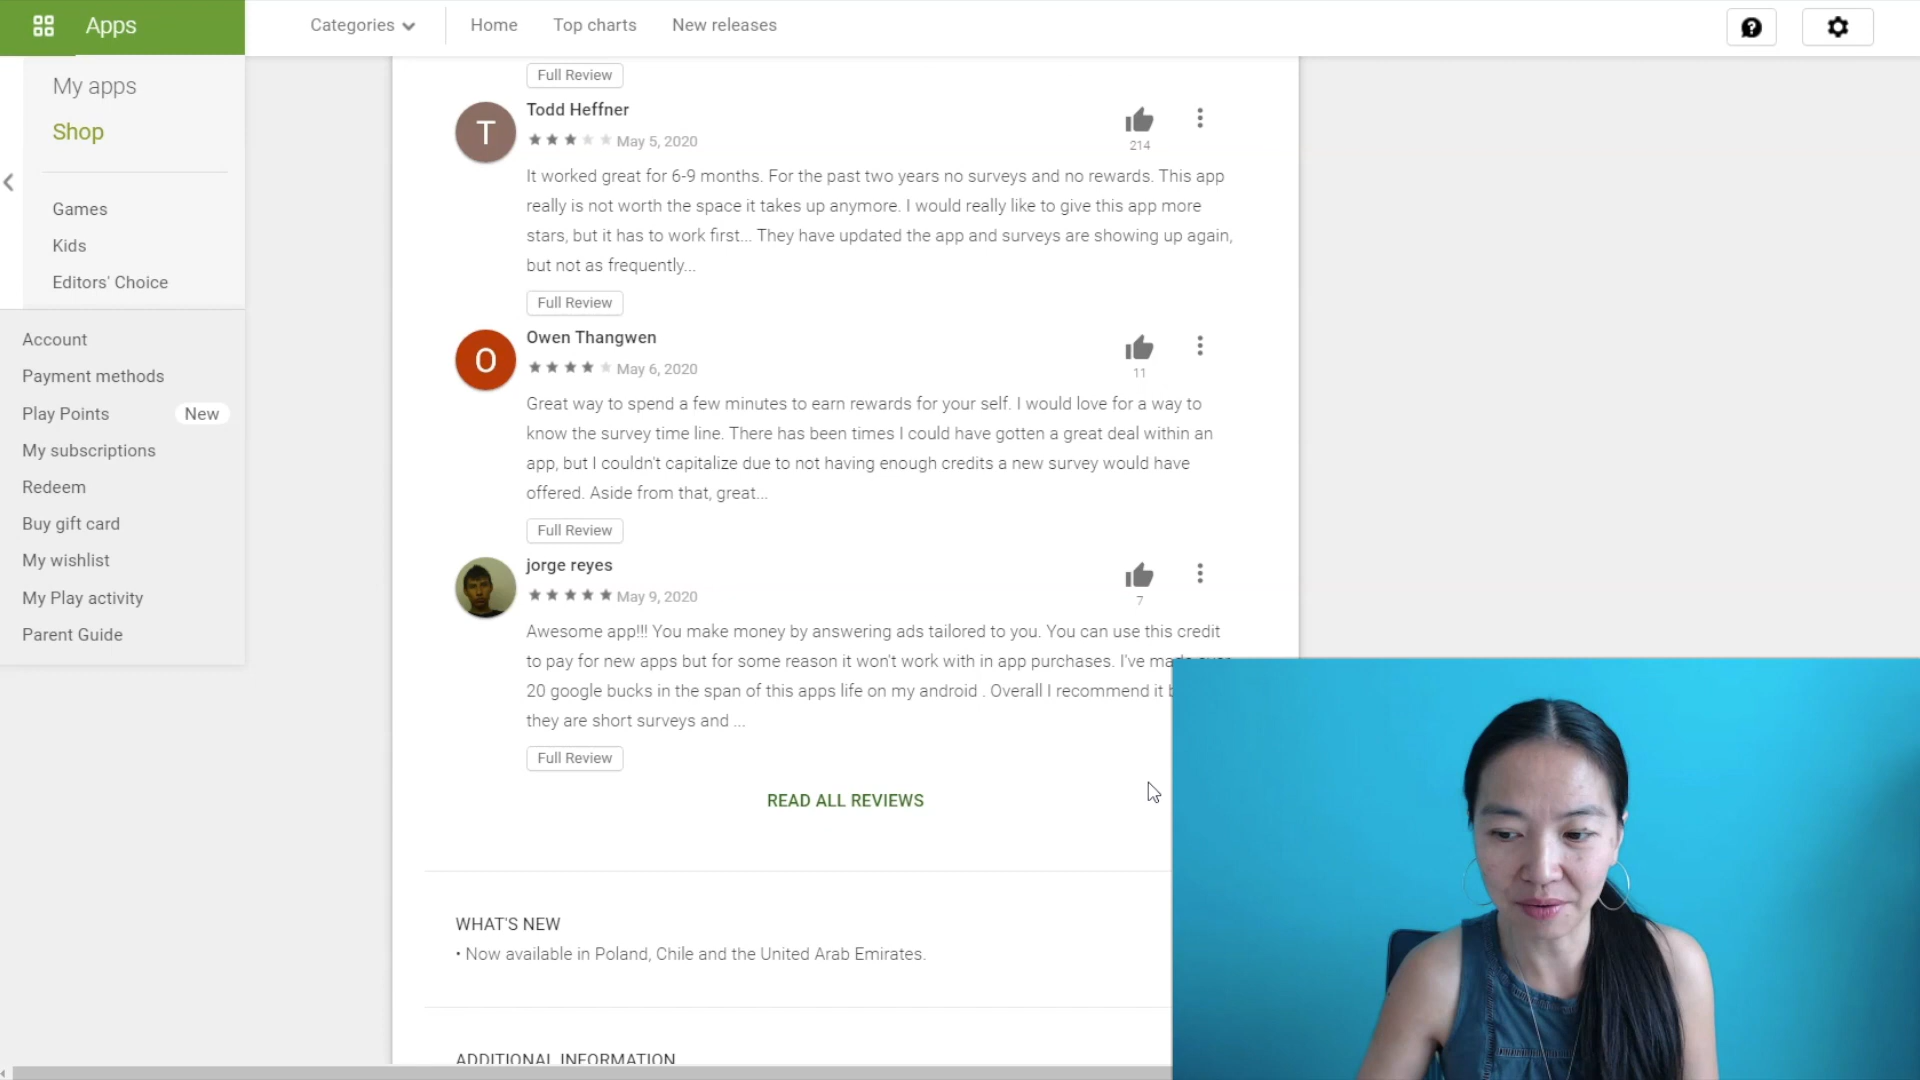 Apps
Categories
Home
Top charts
New releases
My apps
Shop
Games
Kids
Editors' Choice
Account
Payment methods
Play Points
New
My subscriptions
Redeem
Buy gift card
My wishlist
My Play activity
Parent Guide
Full Review
T
Todd Heffner
May 5, 2020
214
It worked great for 6-9 months. For the past two years no surveys and no rewards. This app
really is not worth the space it takes up anymore. I would really like to give this app more
stars, but it has to work first... They have updated the app and surveys are showing up again,
but not as frequently...
Full Review
O
Owen Thangwen
May 6, 2020
11
Great way to spend a few minutes to earn rewards for your self. I would love for a way to
know the survey time line. There has been times I could have gotten a great deal within an
app, but I couldn't capitalize due to not having enough credits a new survey would have
offered. Aside from that, great...
Full Review
jorge reyes
May 9, 2020
7
Awesome app!!! You make money by answering ads tailored to you. You can use this credit
to pay for new apps but for some reason it won't work with in app purchases. I've made over
20 google bucks in the span of this apps life on my android . Overall I recommend it
they are short surveys and ...
Full Review
READ ALL REVIEWS
WHAT'S NEW
• Now available in Poland, Chile and the United Arab Emirates.
ADDITIONAL INFORMATION